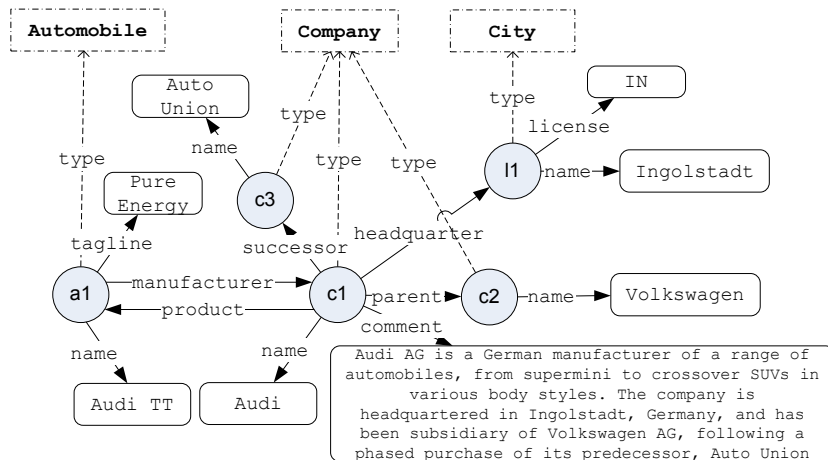 Automobile
Company
City
Auto
Union
IN
type
type
license
name
type
type
type
Pure
Energy
c3
l1
name
Ingolstadt
tagline
successor
headquarter
a1
manufacturer
c1
parent
c2
name
Volkswagen
product
comment
name
name
Audi TT
Audi
Audi AG is a German manufacturer of a range of
automobiles, from supermini to crossover SUVs in
various body styles. The company is
headquartered in Ingolstadt, Germany, and has
been subsidiary of Volkswagen AG, following a
phased purchase of its predecessor, Auto Union